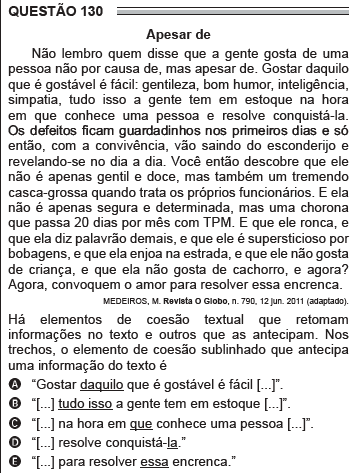 QUESTÃO 130
Apesar de
Não lembro quem disse que a gente gosta de uma
pessoa não por causa de, mas apesar de. Gostar daquilo
que é gostável é fácil: gentileza, bom humor, inteligência,
simpatia, tudo isso a gente tem em estoque na hora
em que conhece uma pessoa e resolve conquistá-la.
Os defeitos ficam guardadinhos nos primeiros dias e só
então, com a convivência, vão saindo do esconderijo e
revelando-se no dia a dia. Você então descobre que ele
não é apenas gentil e doce, mas também um tremendo
casca-grossa quando trata os próprios funcionários. E ela
não é apenas segura e determinada, mas uma chorona
que passa 20 dias por mês com TPM. E que ele ronca, e
que ela diz palavrão demais, e que ele é supersticioso por
bobagens, e que ela enjoa na estrada, e que ele não gosta
de criança, e que ela não gosta de cachorro, e agora?
Agora, convoquem o amor para resolver essa encrenca.
MEDEIROS, M. Revista O Globo, n. 790, 12 jun. 2011 (adaptado).
Há elementos de coesão textual que retomam
informações no texto e outros que as antecipam. Nos
trechos, o elemento de coesão sublinhado que antecipa
uma informação do texto é
A “Gostar daquilo que é gostável é fácil [...]”.
B “[...] tudo isso a gente tem em estoque [...]”.
C “[...] na hora em que conhece uma pessoa [...]”.
D “[...] resolve conquistá-la.”
E “[...] para resolver essa encrenca.”